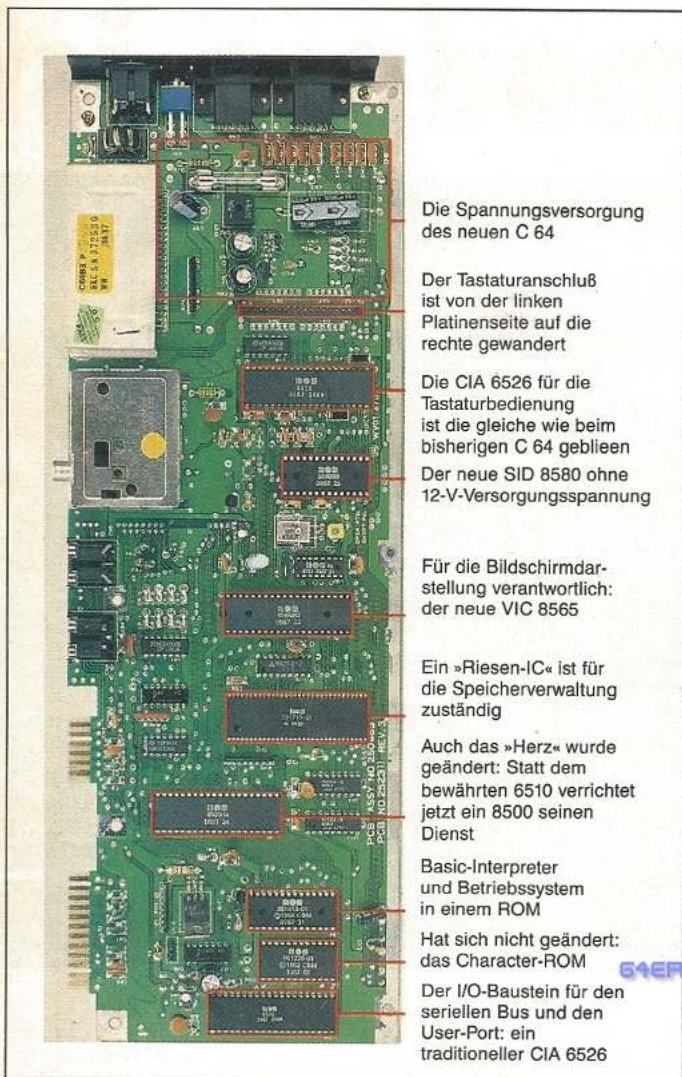 Die Spannungsversorgung
des neuen C 64
Der Tastaturanschluß
ist von der linken
Platinenseite auf die
rechte gewandert
Die CIA 6526 für die
Tastaturbedienung
ist die gleiche wie beim
bisherigen C 64 geblieen
Der neue SID 8580 ohne
12-V-Versorgungsspannung
Für die Bildschirmdar-
stellung verantwortlich:
der neue VIC 8565
Ein »Riesen-IC« ist für
die Speicherverwaltung
zuständig
Auch das »Herz« wurde
geändert: Statt dem
bewährten 6510 verrichtet
jetzt ein 8500 seinen
Dienst
Basic-Interpreter
und Betriebssystem
in einem ROM
Hat sich nicht geändert:
das Character-ROM
64ER
Der I/O-Baustein für den
seriellen Bus und den
User-Port: ein
traditioneller CIA 6526